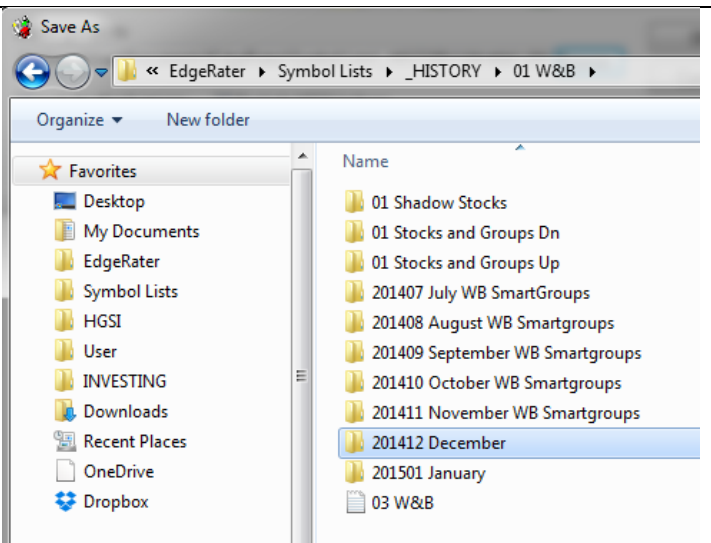 Save As
« EdgeRater ▸ Symbol Lists ▸ _HISTORY ▸ 01 W&B ▸
Organize ▾ New folder
Favorites
Desktop
My Documents
EdgeRater
Symbol Lists
HGSI
User
INVESTING
Downloads
Recent Places
OneDrive
Dropbox
Name
01 Shadow Stocks
01 Stocks and Groups Dn
01 Stocks and Groups Up
201407 July WB SmartGroups
201408 August WB Smartgroups
201409 September WB Smartgroups
201410 October WB Smartgroups
201411 November WB Smartgroups
201412 December
201501 January
03 W&B